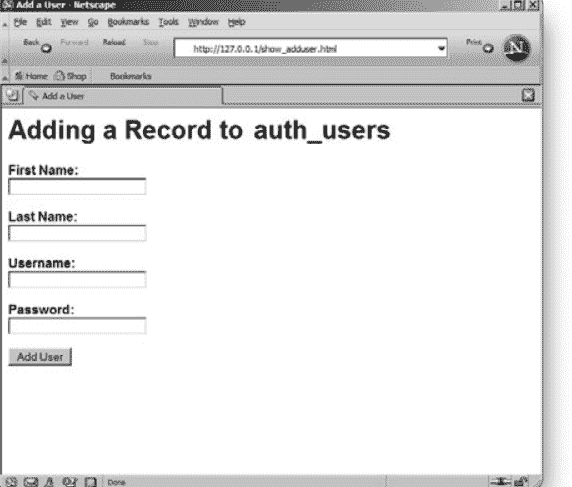 Add a User - Netscape
File Edit View Go Bookmarks Tools Window Help
Back Forward Reload Stop http://127.0.0.1/show_adduser.html Print N
Home Shop Bookmarks
Add a User
Adding a Record to auth_users
First Name:
Last Name:
Username:
Password:
Add User
Done